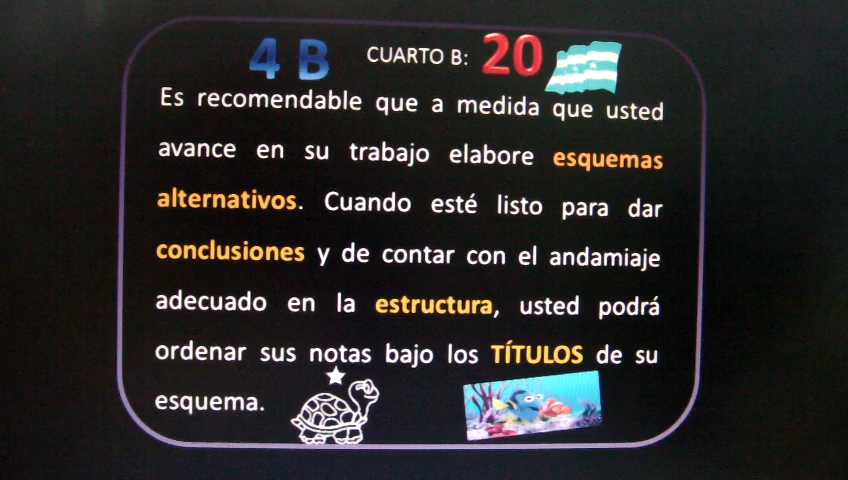 4 B CUARTO B: 20
Es recomendable que a medida que usted
avance en su trabajo elabore esquemas
alternativos. Cuando esté listo para dar
conclusiones y de contar con el andamiaje
adecuado en la estructura, usted podrá
ordenar sus notas bajo los TÍTULOS de su
esquema.